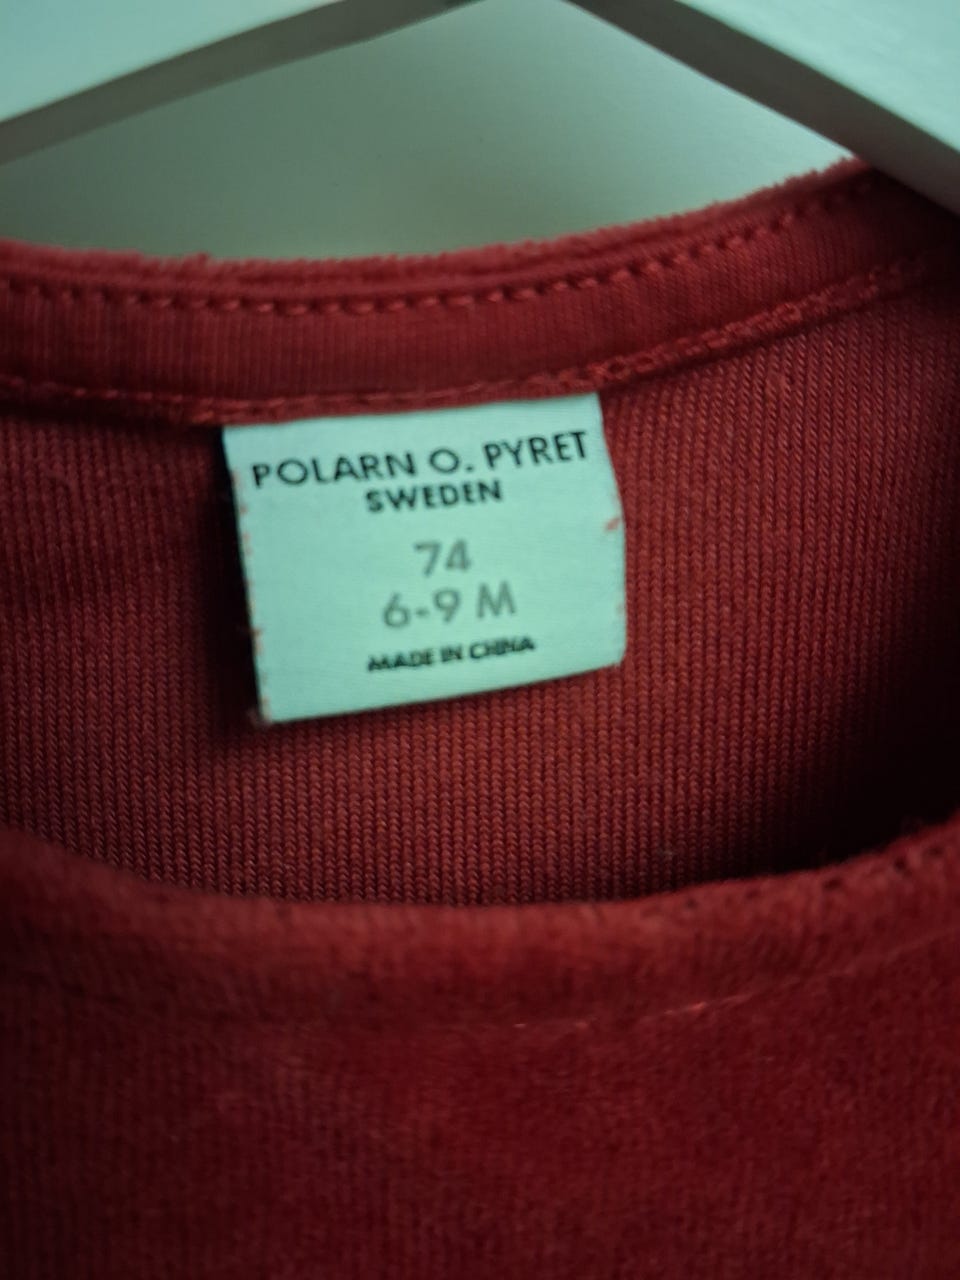 POLARN O. PYRET
SWEDEN
74
6-9 M
MADE IN CHINA